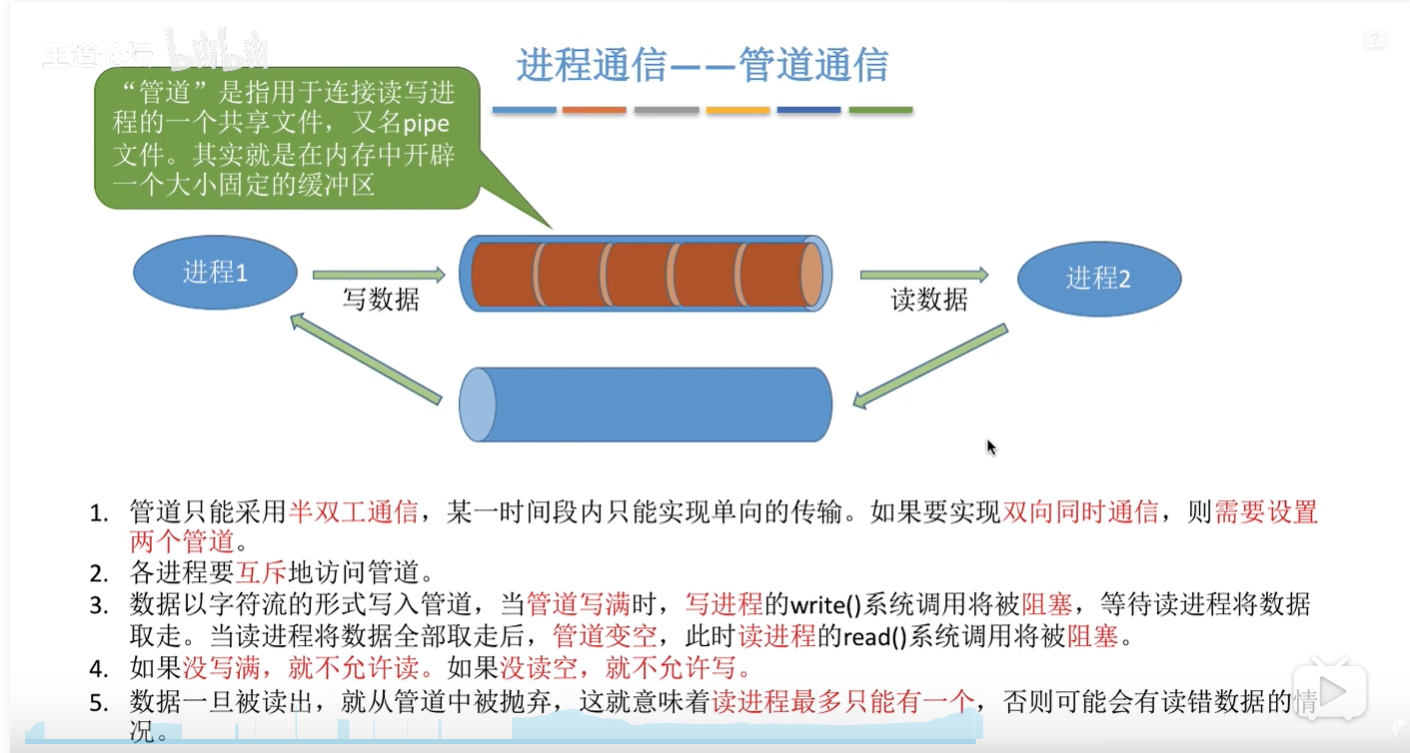 王道论坛 bilibili
进程通信——管道通信
“管道”是指用于连接读写进
程的一个共享文件，又名pipe
文件。其实就是在内存中开辟
一个大小固定的缓冲区
进程1
写数据
读数据
进程2
1. 管道只能采用半双工通信，某一时间段内只能实现单向的传输。如果要实现双向同时通信，则需要设置
两个管道。
2. 各进程要互斥地访问管道。
3. 数据以字符流的形式写入管道，当管道写满时，写进程的write()系统调用将被阻塞，等待读进程将数据
取走。当读进程将数据全部取走后，管道变空，此时读进程的read()系统调用将被阻塞。
4. 如果没写满，就不允许读。如果没读空，就不允许写。
5. 数据一旦被读出，就从管道中被抛弃，这就意味着读进程最多只能有一个，否则可能会有读错数据的情
况。